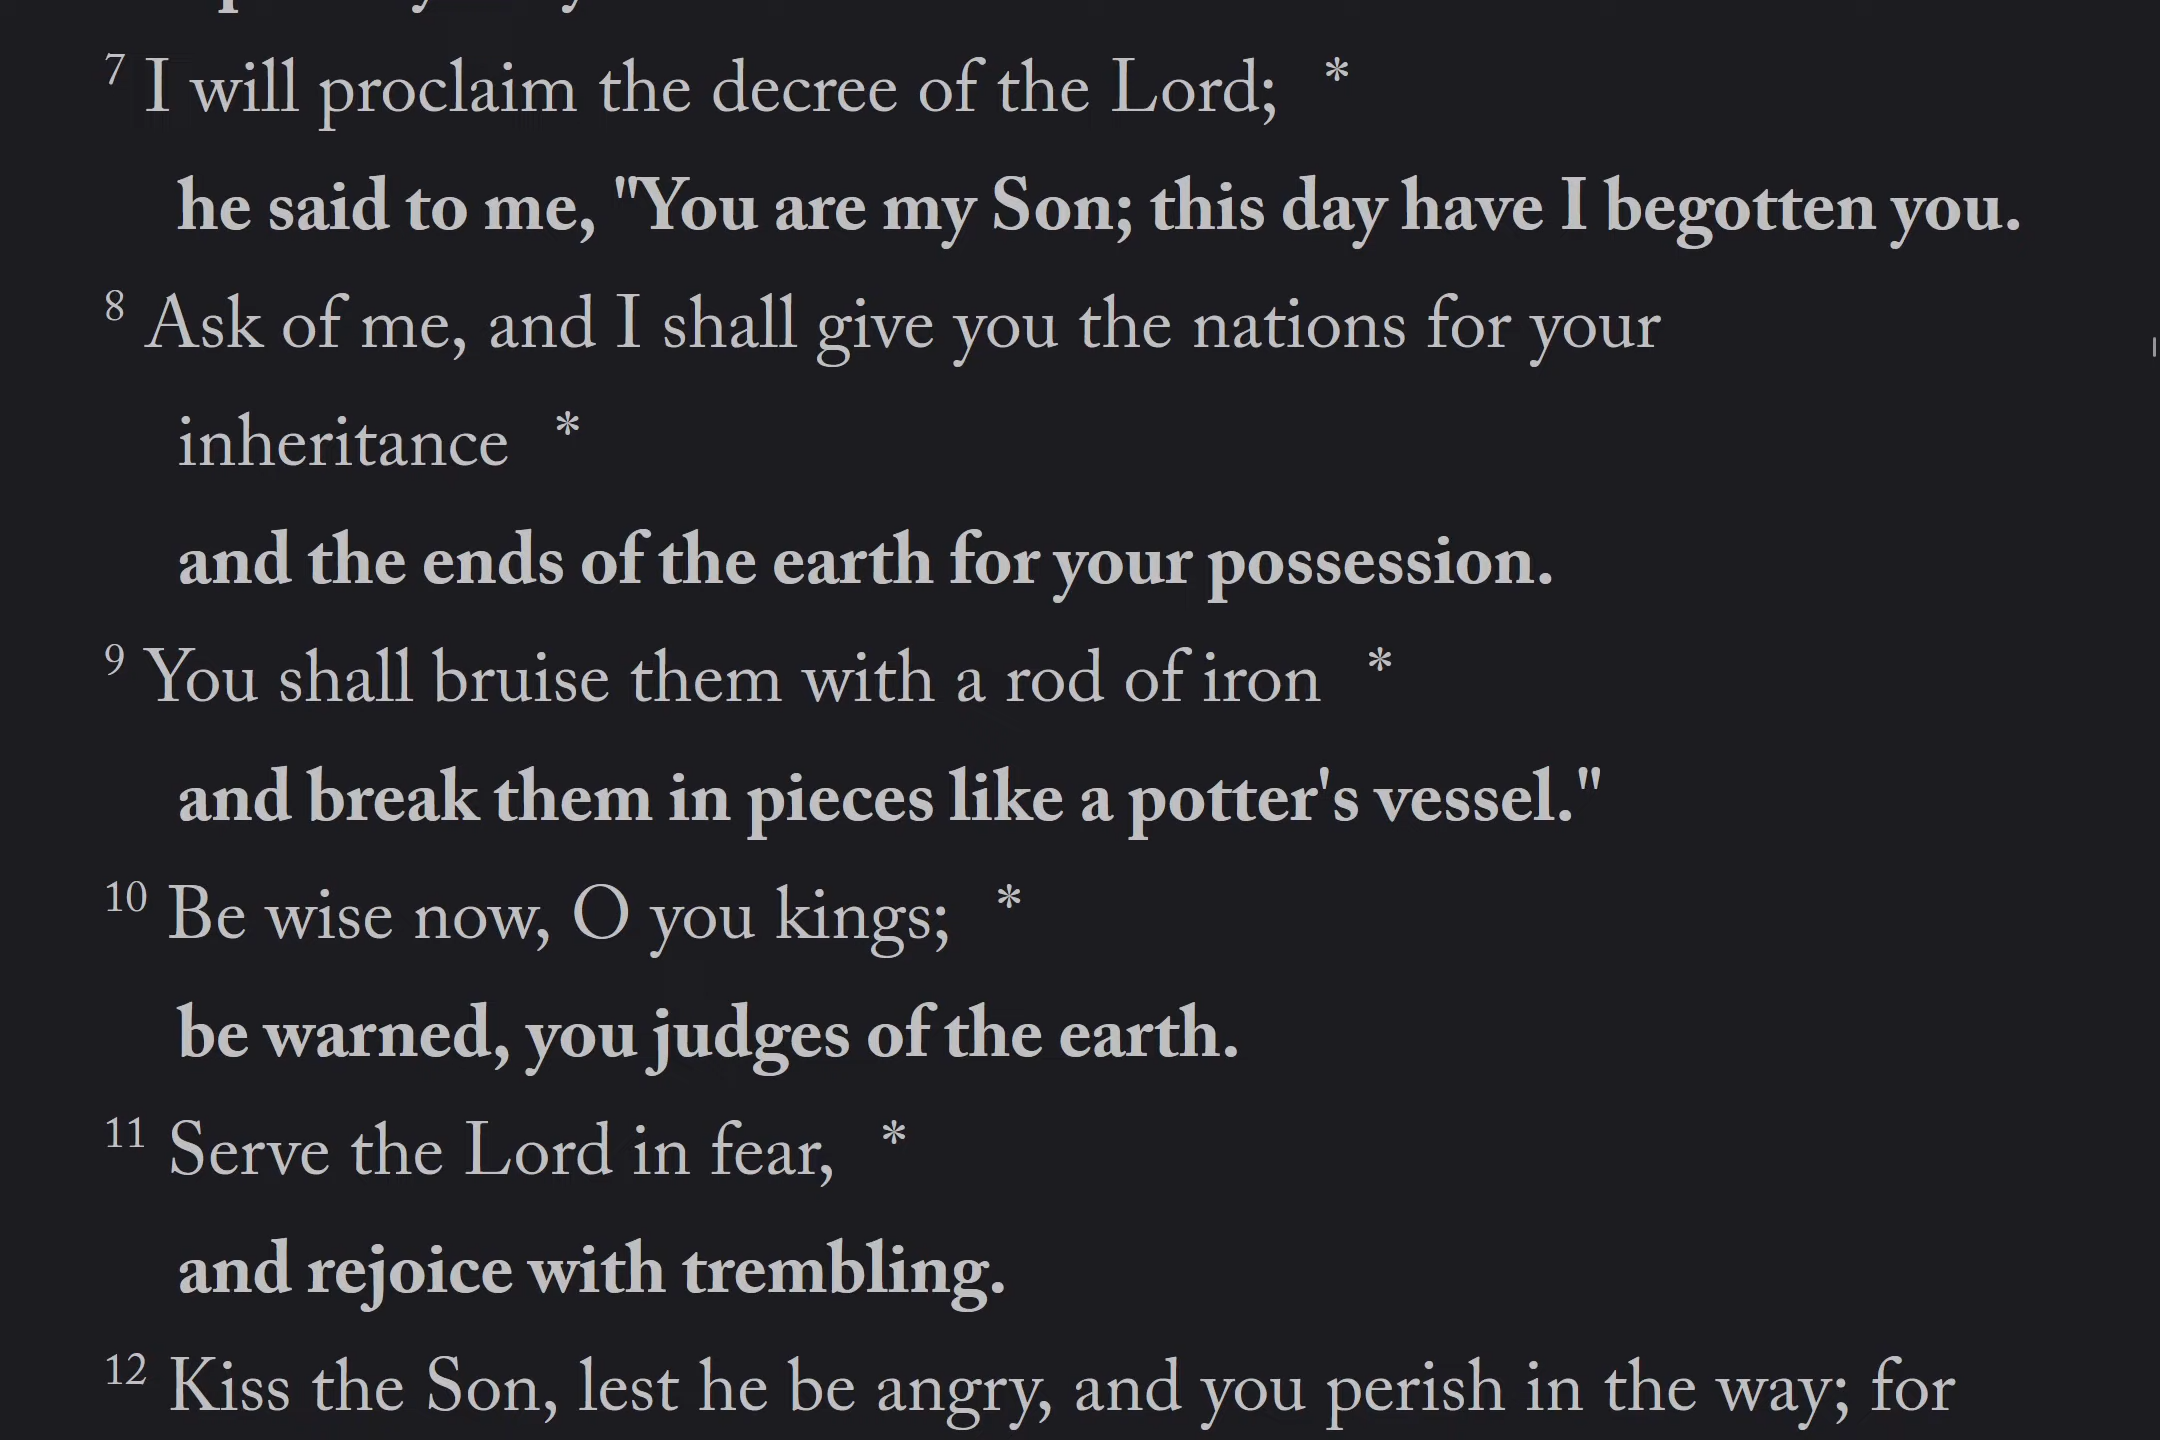 7 I will proclaim the decree of the Lord; *
he said to me, "You are my Son; this day have I begotten you.
8 Ask of me, and I shall give you the nations for your
inheritance *
and the ends of the earth for your possession.
9 You shall bruise them with a rod of iron *
and break them in pieces like a potter's vessel."
10 Be wise now, O you kings; *
be warned, you judges of the earth.
11 Serve the Lord in fear, *
and rejoice with trembling.
12 Kiss the Son, lest he be angry, and you perish in the way; for